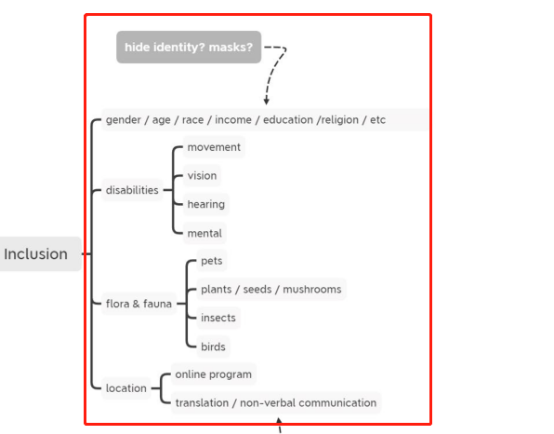 hide identity? masks?
gender / age / race / income / education /religion / etc
movement
vision
disabilities
hearing
mental
Inclusion
pets
plants / seeds / mushrooms
flora & fauna
insects
birds
online program
location
translation / non-verbal communication